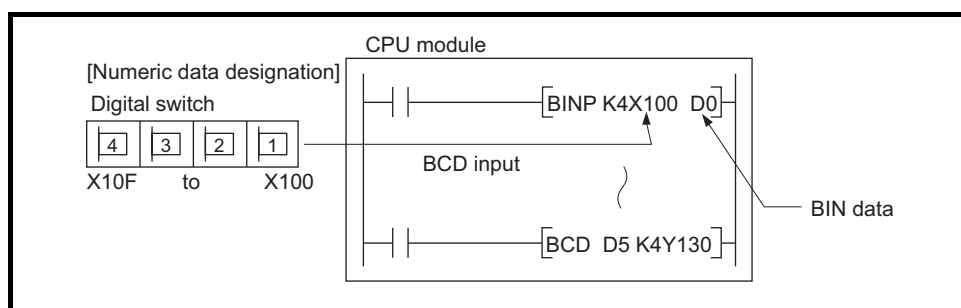 CPU module
[Numeric data designation]
Digital switch
BINP K4X100 D0
4 3 2 1
BCD input
X10F to X100
BIN data
BCD D5 K4Y130